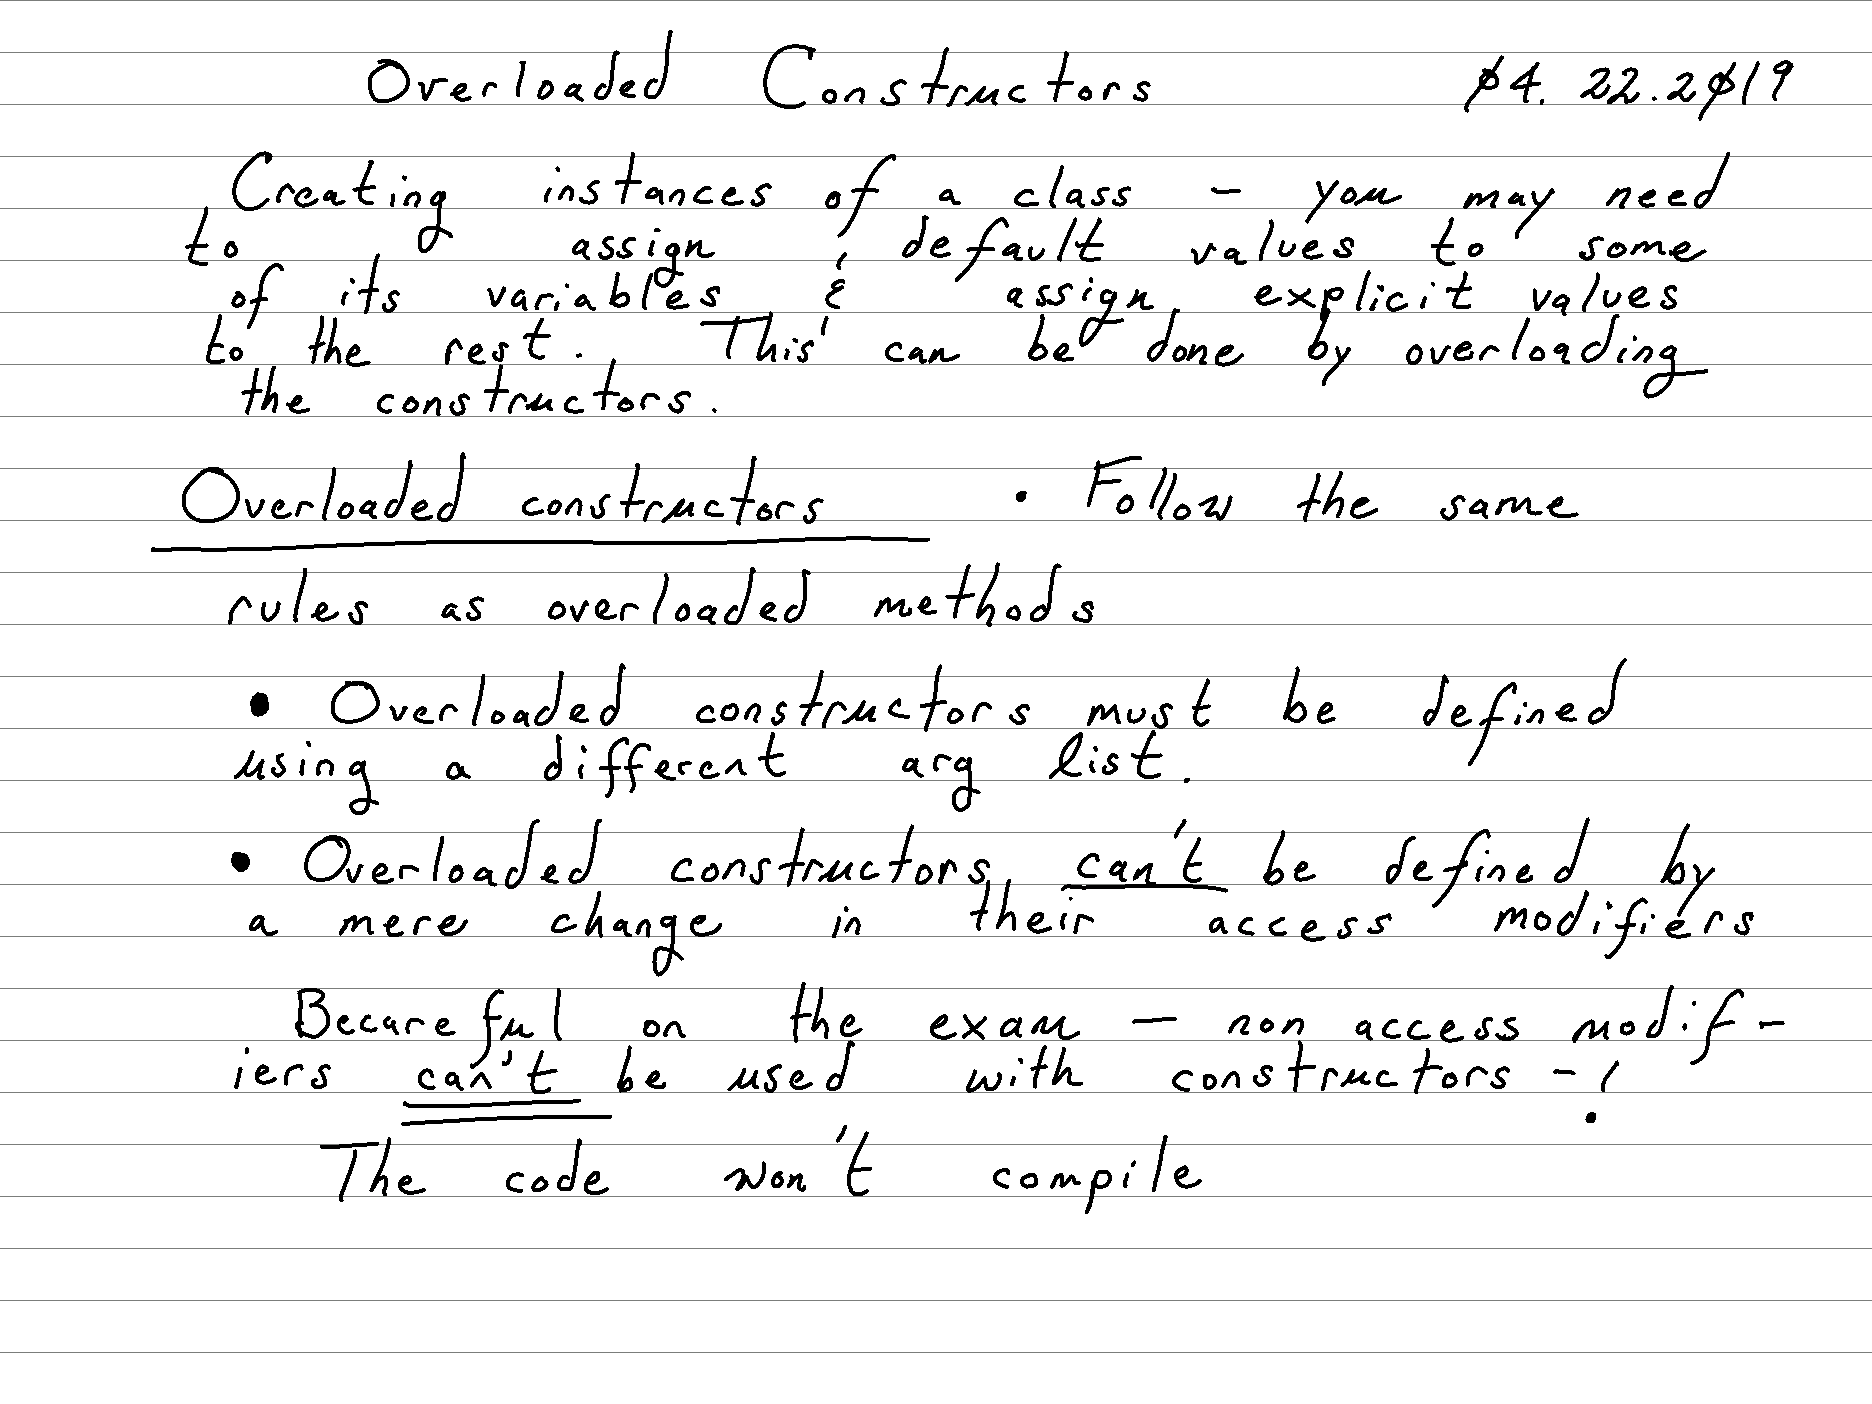 Overloaded Constructors 04.22.2019
Creating instances of a class - you may need
to assign default values to some
of its variables & assign explicit values
to the rest. This can be done by overloading
the constructors.
Overloaded constructors • Follow the same
rules as overloaded methods
• Overloaded constructors must be defined
using a different arg list.
• Overloaded constructors can't be defined by
a mere change in their access modifiers
Becareful on the exam - non access modif-
iers can't be used with constructors - !
The code won't compile